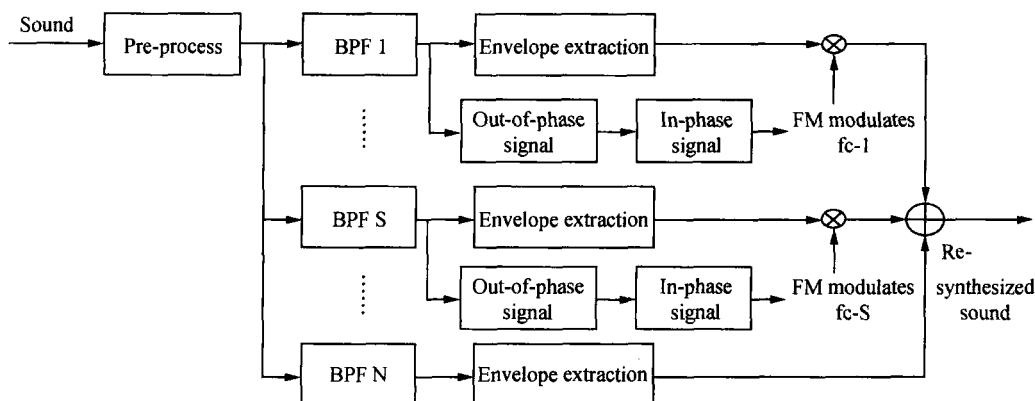 Sound
Pre-process
BPF 1
Envelope extraction
Out-of-phase
signal
In-phase
signal
FM modulates
fc-1
BPF S
Envelope extraction
Out-of-phase
signal
In-phase
signal
FM modulates
fc-S
Re-
synthesized
sound
BPF N
Envelope extraction